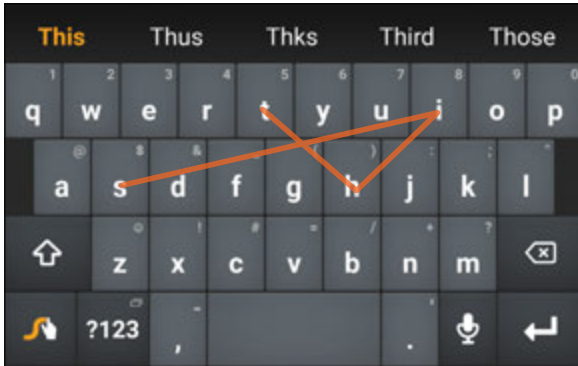 This Thus Thks Third Those
1 2 3 4 5 6 7 8 9 0
q w e r t y u i o p
@ $ & ) : ; "
a s d f g h j k l
! # = / + ?
z x c v b n m
?123 , .